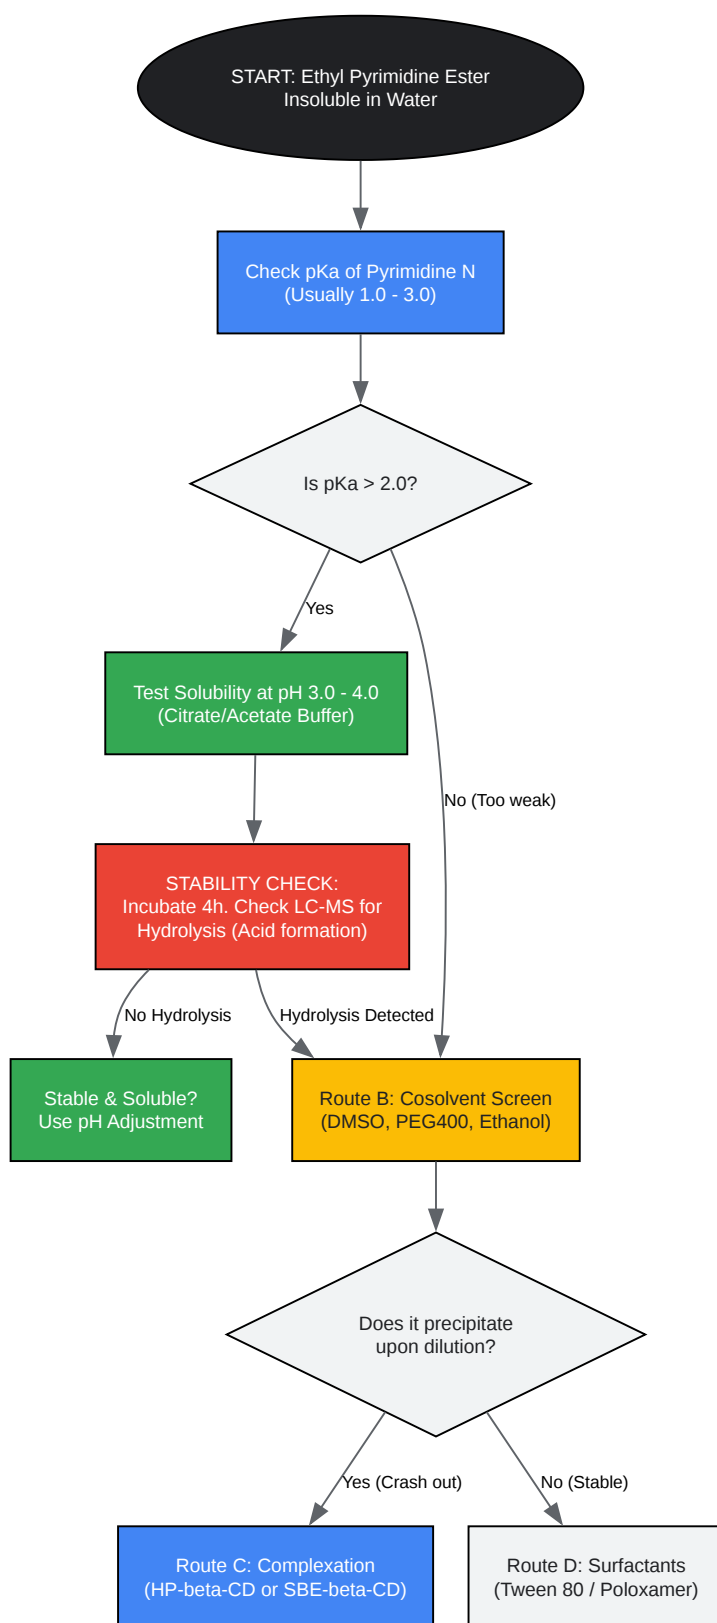 START: Ethyl Pyrimidine Ester
Insoluble in Water
Check pKa of Pyrimidine N
(Usually 1.0 - 3.0)
Is pKa > 2.0?
Yes
Test Solubility at pH 3.0 - 4.0
(Citrate/Acetate Buffer)
No (Too weak)
STABILITY CHECK:
Incubate 4h. Check LC-MS for
Hydrolysis (Acid formation)
No Hydrolysis
Hydrolysis Detected
Stable & Soluble?
Use pH Adjustment
Route B: Cosolvent Screen
(DMSO, PEG400, Ethanol)
Does it precipitate
upon dilution?
Yes (Crash out)
No (Stable)
Route C: Complexation
(HP-beta-CD or SBE-beta-CD)
Route D: Surfactants
(Tween 80 / Poloxamer)